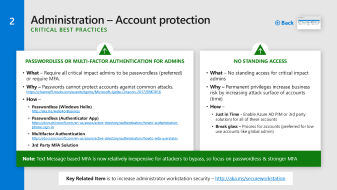 2
Administration – Account protection
CRITICAL BEST PRACTICES
Back
PASSWORDLESS OR MULTI-FACTOR AUTHENTICATION FOR ADMINS
• What – Require all critical impact admins to be passwordless (preferred)
or require MFA.
• Why – Passwords cannot protect accounts against common attacks.
• How –
• Passwordless (Windows Hello)
• Passwordless (Authenticator App)
• Multifactor Authentication
• 3rd Party MFA Solution
NO STANDING ACCESS
• What – No standing access for critical impact
admins
• Why – Permanent privileges increase business
risk by increasing attack surface of accounts
(time)
• How –
• Just in Time - Enable Azure AD PIM or 3rd party
solution for all of these accounts
• Break glass – Process for accounts (preferred for low
use accounts like global admin)
Note: Text Message based MFA is now relatively inexpensive for attackers to bypass, so focus on passwordless & stronger MFA
Key Related Item is to increase administrator workstation security – http://aka.ms/secureworkstation